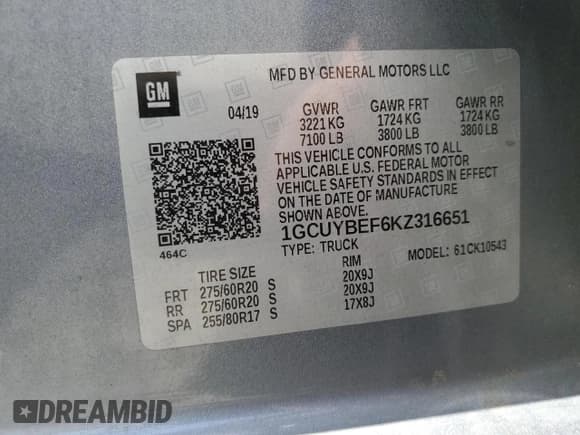 GM
MFD BY GENERAL MOTORS LLC
04/19
GVWR GAWR FRT GAWR RR
3221 KG 1724 KG 1724 KG
7100 LB 3800 LB 3800 LB
THIS VEHICLE CONFORMS TO ALL
APPLICABLE U.S. FEDERAL MOTOR
VEHICLE SAFETY STANDARDS IN EFFECT
ON THE DATE OF MANUFACTURE
SHOWN ABOVE.
1GCUYBEF6KZ316651
TYPE: TRUCK MODEL: 61CK10543
464C
TIRE SIZE RIM
FRT 275/60R20 S 20X9J
RR 275/60R20 S 20X9J
SPA 255/80R17 S 17X8J
DREAMBID